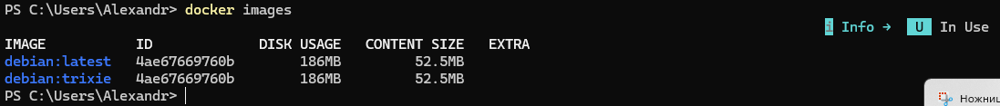 PS C:\Users\Alexandr> docker images
i Info → U In Use
IMAGE ID DISK USAGE CONTENT SIZE EXTRA
debian:latest 4ae67669760b 186MB 52.5MB
debian:trixie 4ae67669760b 186MB 52.5MB
PS C:\Users\Alexandr>